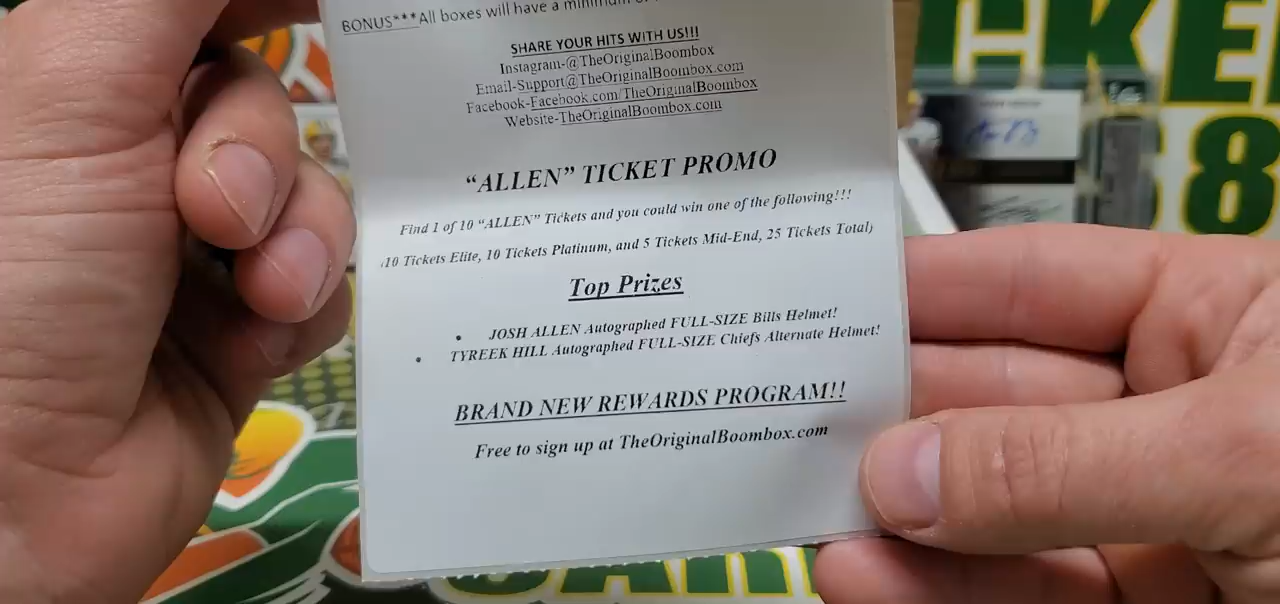 BONUS***All boxes will have a minimum
SHARE YOUR HITS WITH US!!!
Instagram-@TheOriginalBoombox
Email-Support@TheOriginalBoombox.com
Facebook-Facebook.com/TheOriginalBoombox
Website-TheOriginalBoombox.com
“ALLEN” TICKET PROMO
Find 1 of 10 “ALLEN” Tickets and you could win one of the following!!!
(10 Tickets Elite, 10 Tickets Platinum, and 5 Tickets Mid-End, 25 Tickets Total)
Top Prizes
• JOSH ALLEN Autographed FULL-SIZE Bills Helmet!
• TYREEK HILL Autographed FULL-SIZE Chiefs Alternate Helmet!
BRAND NEW REWARDS PROGRAM!!
Free to sign up at TheOriginalBoombox.com